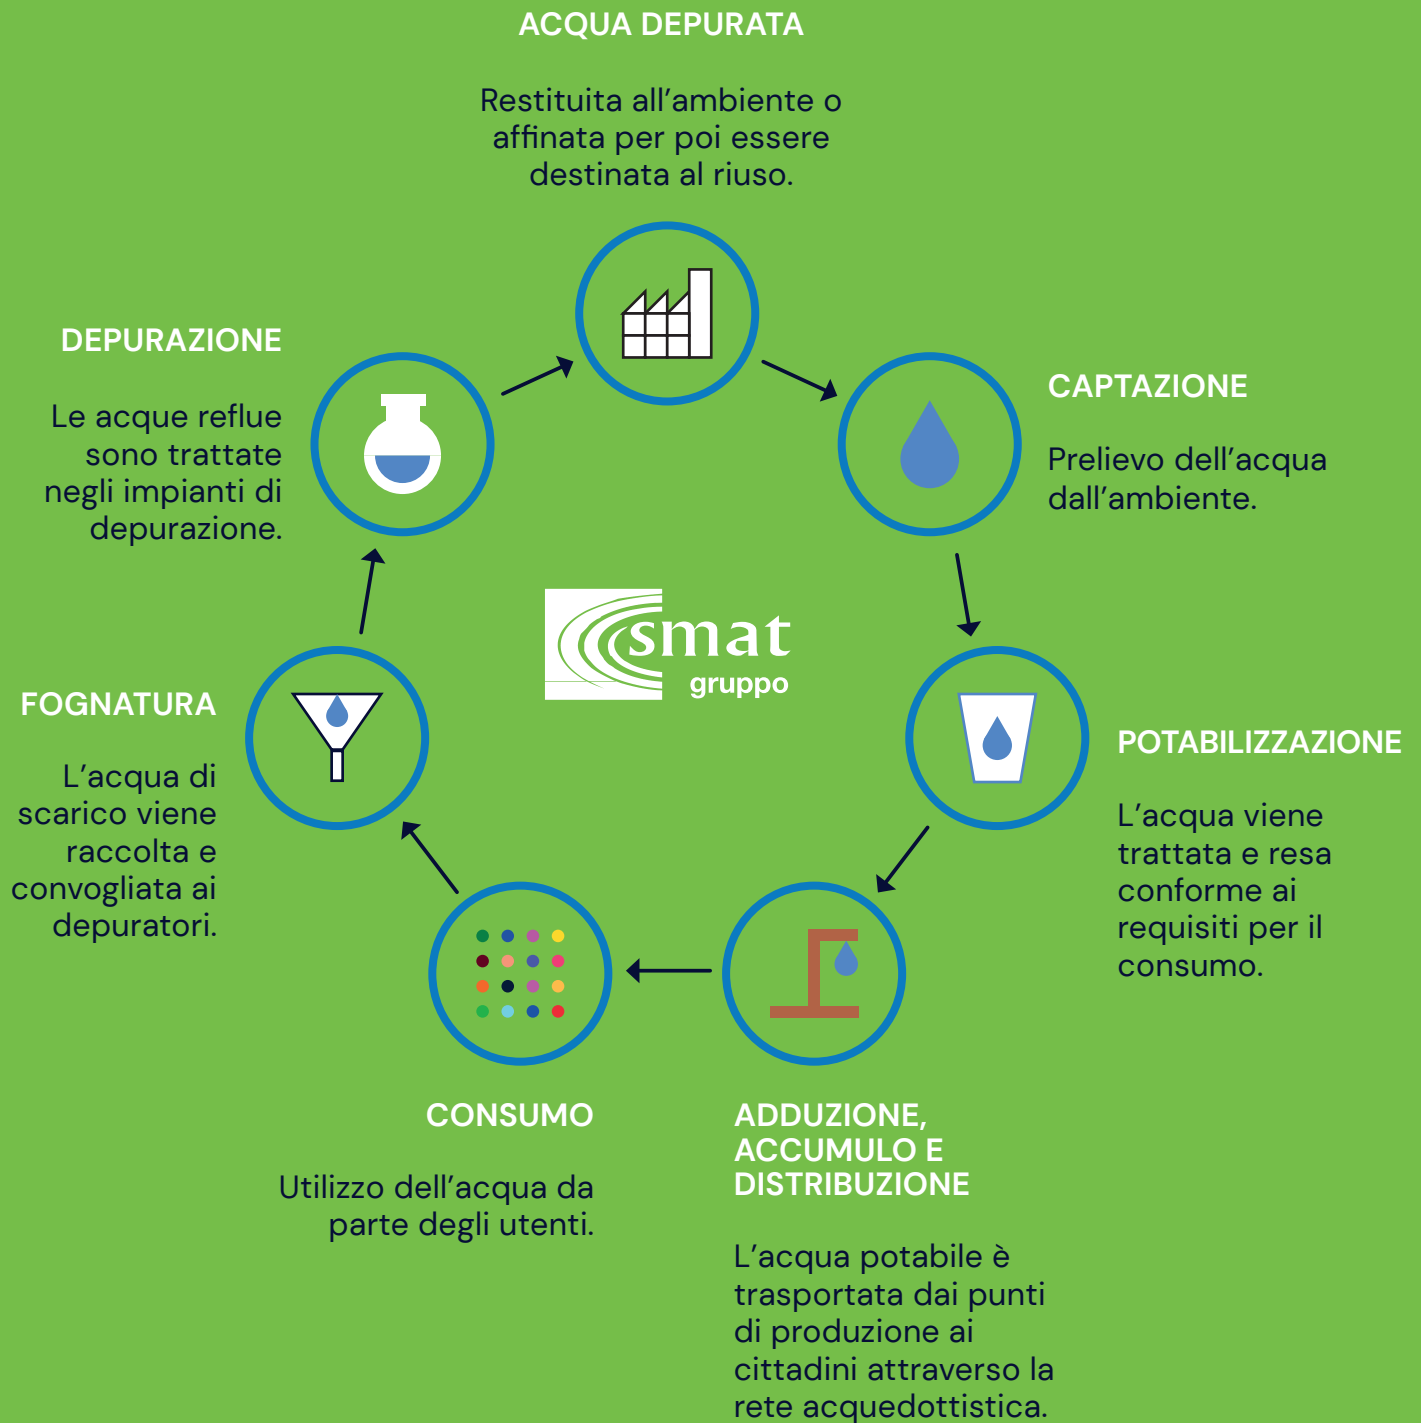 ACQUA DEPURATA
Restituita all’ambiente o
affinata per poi essere
destinata al riuso.
CAPTAZIONE
Prelievo dell’acqua
dall’ambiente.
POTABILIZZAZIONE
L’acqua viene
trattata e resa
conforme ai
requisiti per il
consumo.
ADDUZIONE,
ACCUMULO E
DISTRIBUZIONE
L’acqua potabile è
trasportata dai punti
di produzione ai
cittadini attraverso la
rete acquedottistica.
CONSUMO
Utilizzo dell’acqua da
parte degli utenti.
FOGNATURA
L’acqua di
scarico viene
raccolta e
convogliata ai
depuratori.
DEPURAZIONE
Le acque reflue
sono trattate
negli impianti di
depurazione.
smat
gruppo